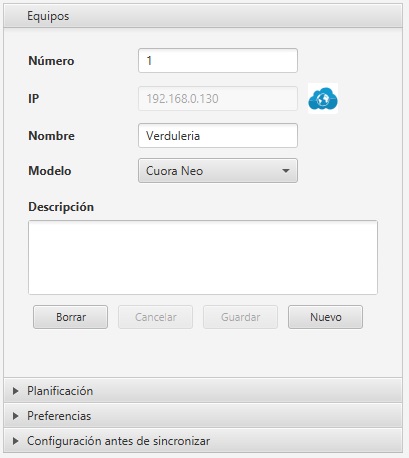 Equipos
Número 1
IP 192.168.0.130
Nombre Verduleria
Modelo Cuora Neo
Descripción
Borrar Cancelar Guardar Nuevo
Planificación
Preferencias
Configuración antes de sincronizar